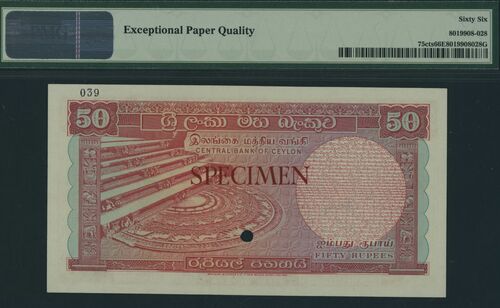 Exceptional Paper Quality
Sixty Six
8019908-028
75cts66E8019908028G
039
50
ශ්‍රී ලංකා මහ බැංකුව
50
இலங்கை மத்திய வங்கி
CENTRAL BANK OF CEYLON
SPECIMEN
ஐம்பது ரூபாய்
රුපියල් පනහයි
FIFTY RUPEES